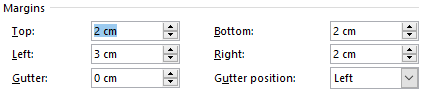 Margins
Top: 2 cm Bottom: 2 cm
Left: 3 cm Right: 2 cm
Gutter: 0 cm Gutter position: Left